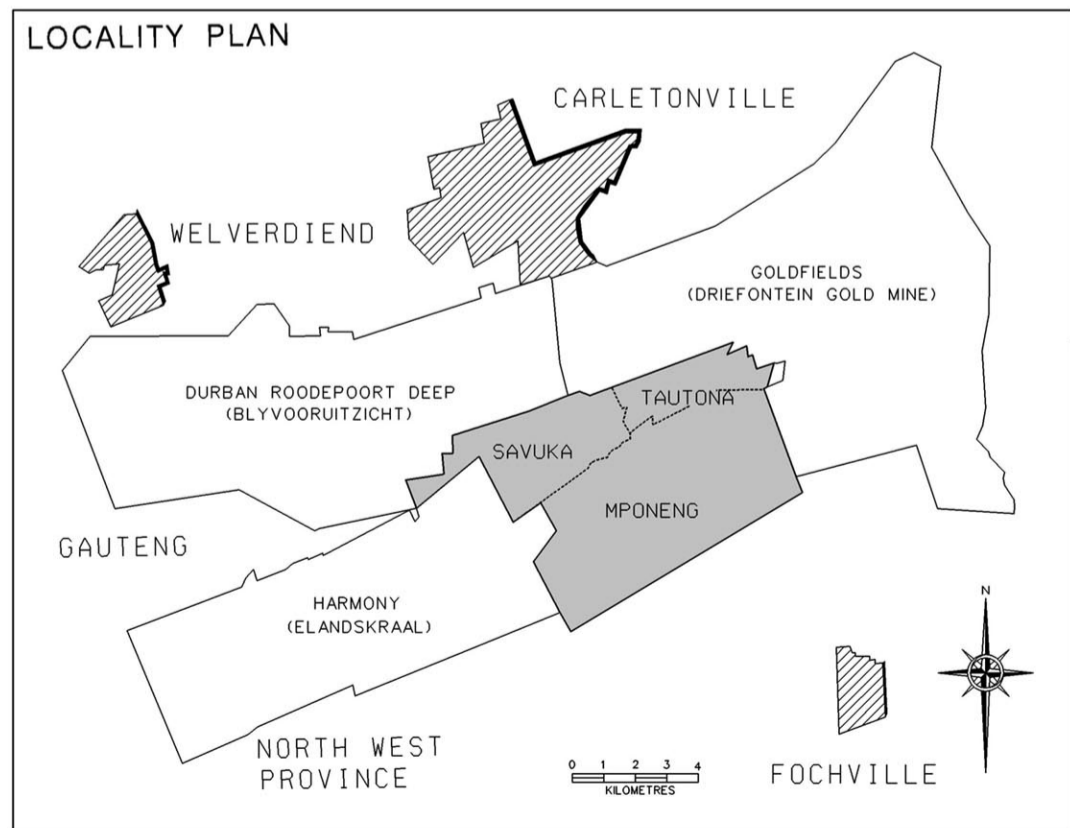 LOCALITY PLAN
CARLETONVILLE
WELVERDIEND
GOLDFIELDS
(DRIEFONTEIN GOLD MINE)
DURBAN ROODEPOORT DEEP
(BLYVOORUITZICHT)
TAUTONA
SAVUKA
MPONENG
GAUTENG
HARMONY
(ELANDSKRAAL)
N
NORTH WEST
PROVINCE
0 1 2 3 4
KILOMETRES
FOCHVILLE